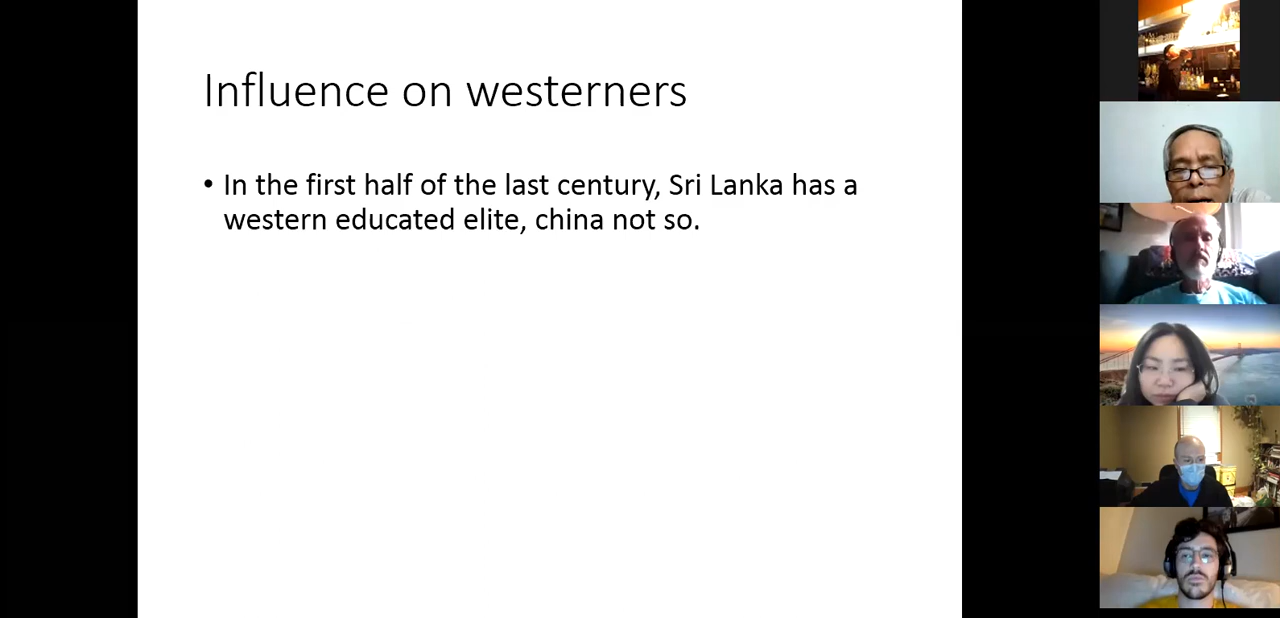 Influence on westerners
• In the first half of the last century, Sri Lanka has a
western educated elite, china not so.